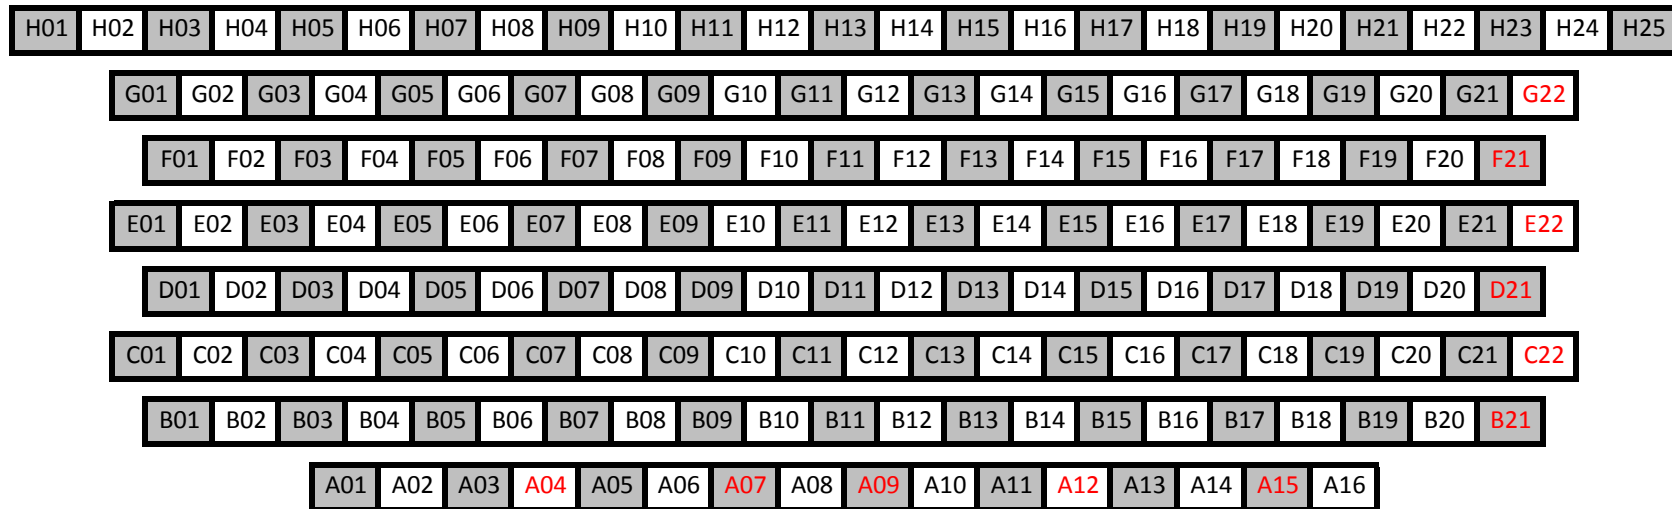 H01 H02 H03 H04 H05 H06 H07 H08 H09 H10 H11 H12 H13 H14 H15 H16 H17 H18 H19 H20 H21 H22 H23 H24 H25
G01 G02 G03 G04 G05 G06 G07 G08 G09 G10 G11 G12 G13 G14 G15 G16 G17 G18 G19 G20 G21 G22
F01 F02 F03 F04 F05 F06 F07 F08 F09 F10 F11 F12 F13 F14 F15 F16 F17 F18 F19 F20 F21
E01 E02 E03 E04 E05 E06 E07 E08 E09 E10 E11 E12 E13 E14 E15 E16 E17 E18 E19 E20 E21 E22
D01 D02 D03 D04 D05 D06 D07 D08 D09 D10 D11 D12 D13 D14 D15 D16 D17 D18 D19 D20 D21
C01 C02 C03 C04 C05 C06 C07 C08 C09 C10 C11 C12 C13 C14 C15 C16 C17 C18 C19 C20 C21 C22
B01 B02 B03 B04 B05 B06 B07 B08 B09 B10 B11 B12 B13 B14 B15 B16 B17 B18 B19 B20 B21
A01 A02 A03 A04 A05 A06 A07 A08 A09 A10 A11 A12 A13 A14 A15 A16